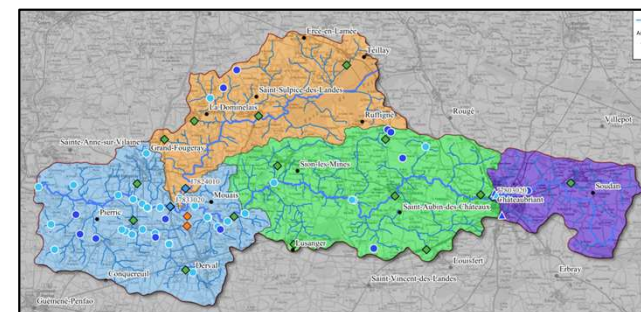 Ercé-en-Lamée
Teillay
Saint-Sulpice des Landes
La Dominelais
Ruffigné
Rougé
Villepot
Sainte-Anne-sur-Vilaine
Grand-Fougeray
Sion-les-Mines
Soudan
Châteaubriant
Mouais
Pierric
Saint-Aubin-des-Châteaux
Lusanger
Louisfert
Erbray
Derval
Conquereuil
Saint-Vincent-des-Landes
Guémené-Penfao